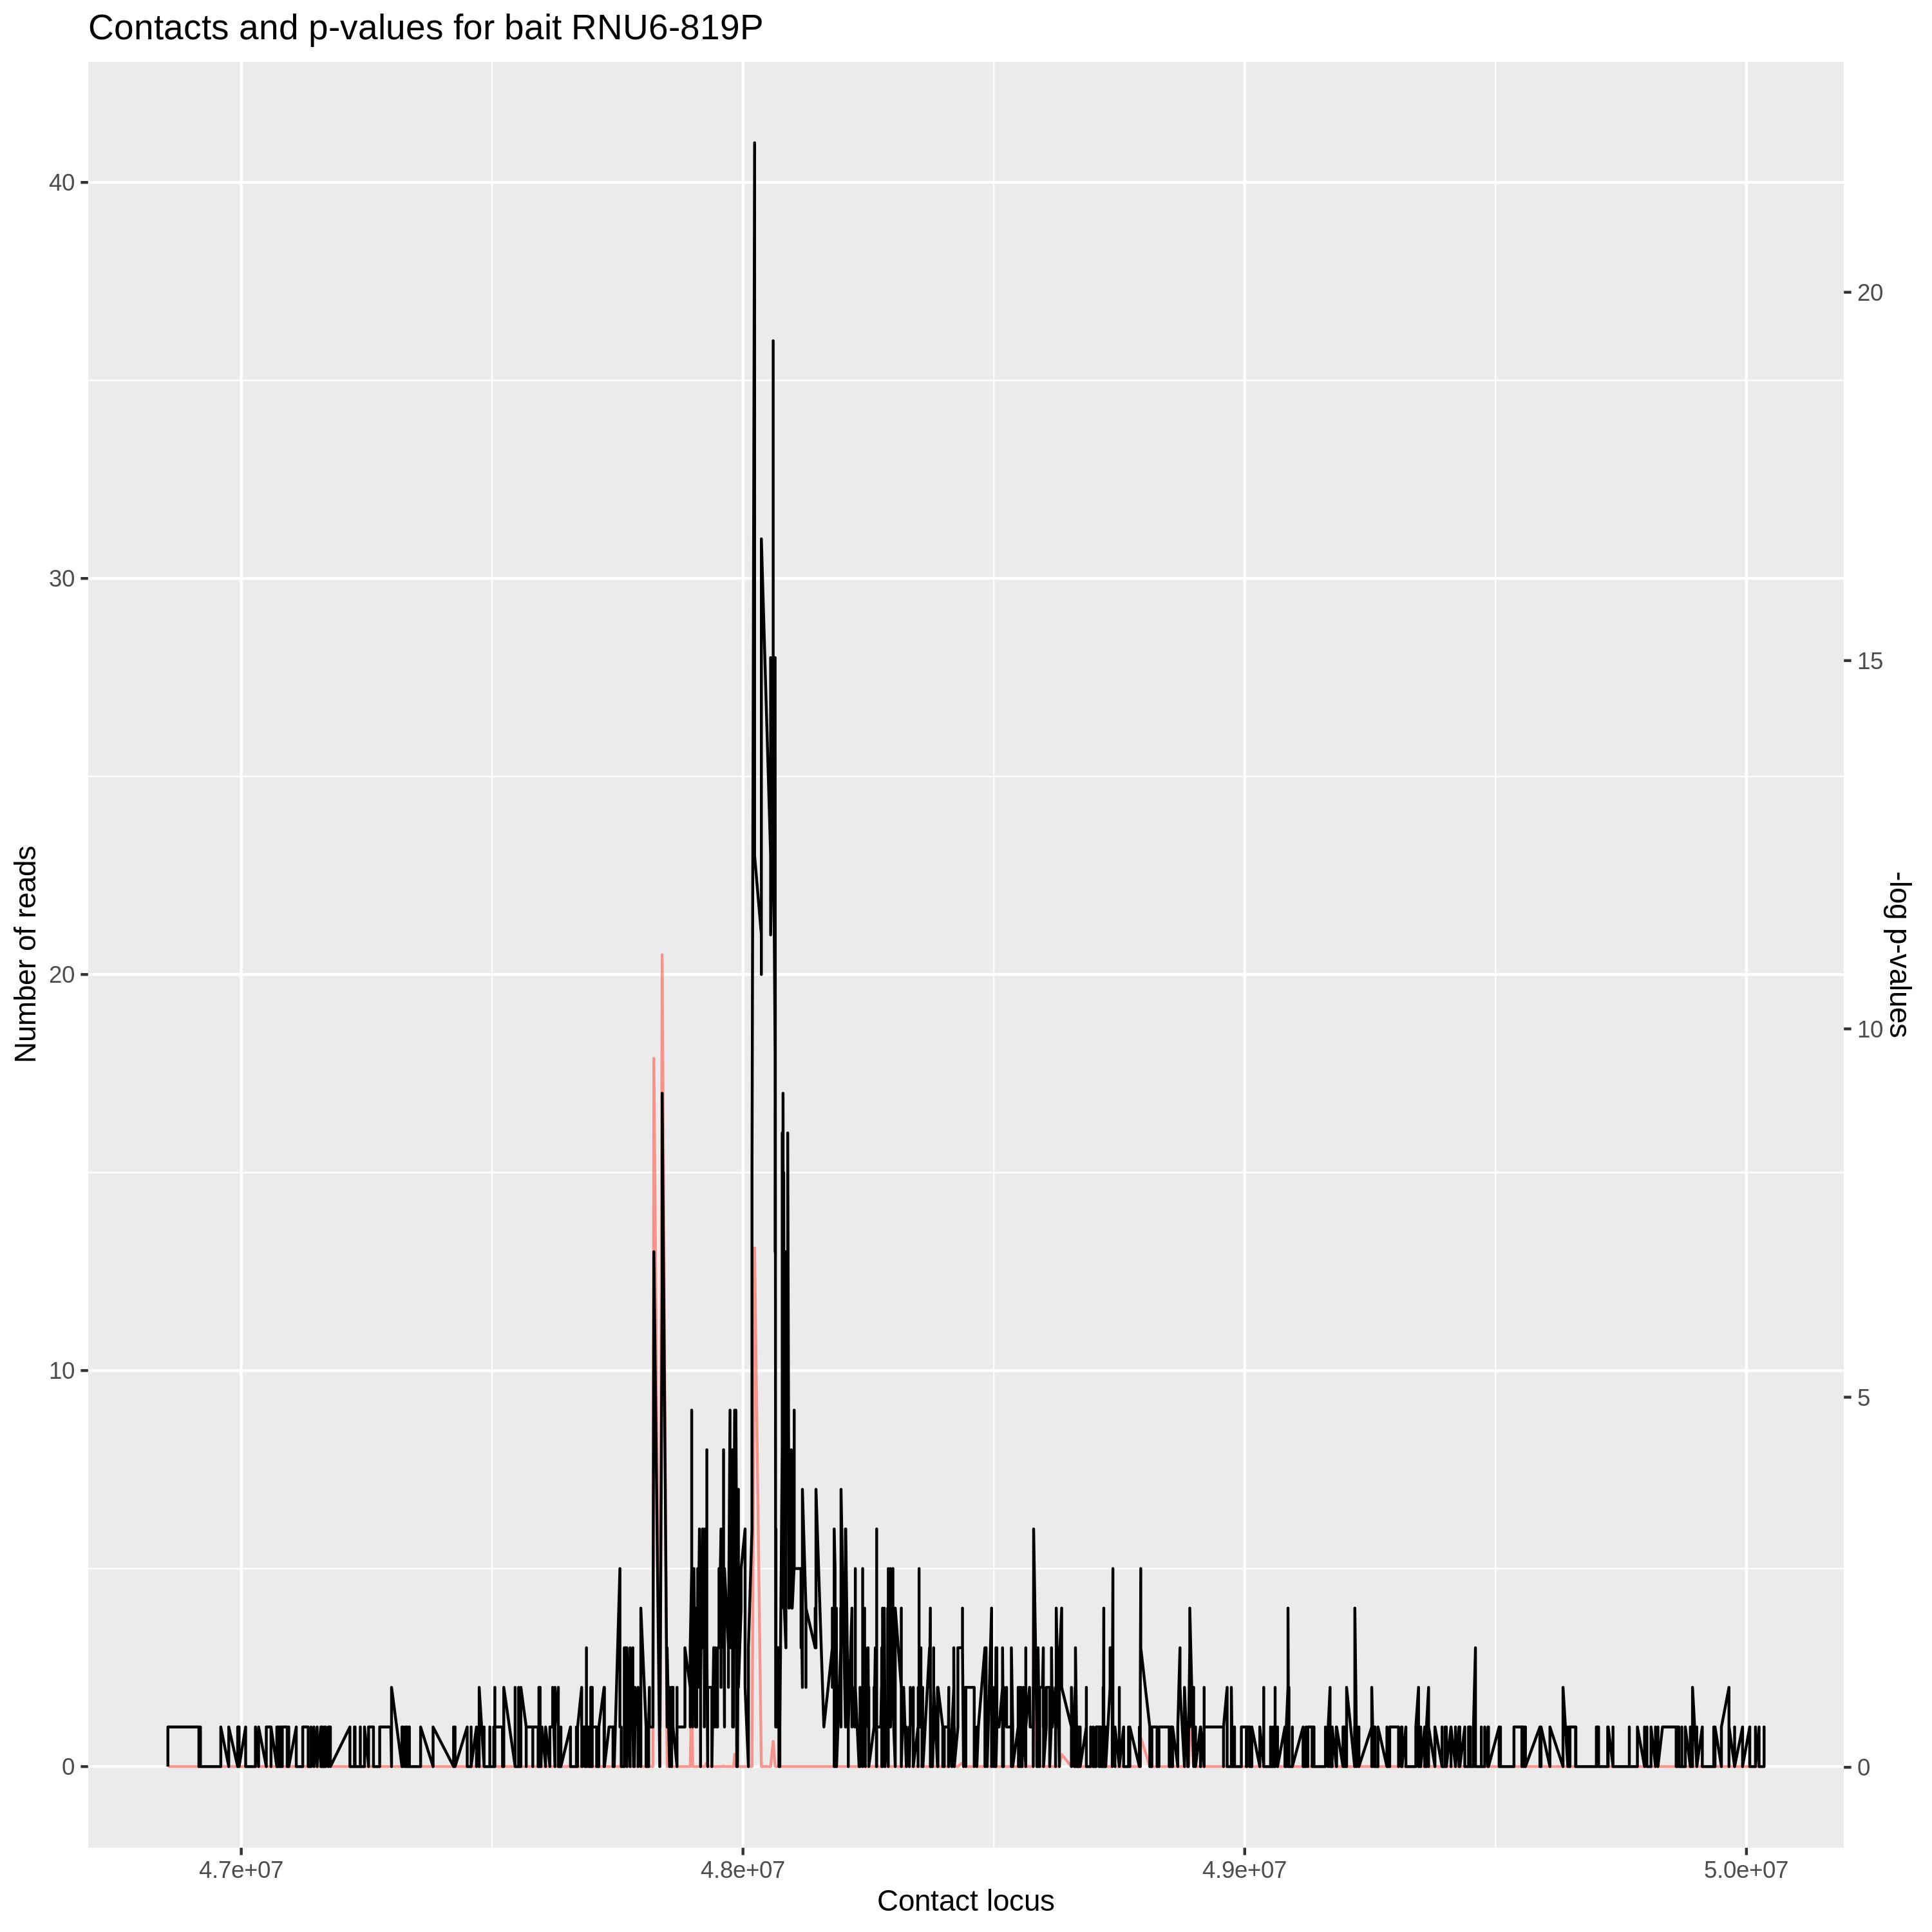 Contacts and p-values for bait RNU6-819P
40
30
20
10
0
20
15
10
5
0
Number of reads
-log p-values
4.7e+07
4.8e+07
4.9e+07
5.0e+07
Contact locus